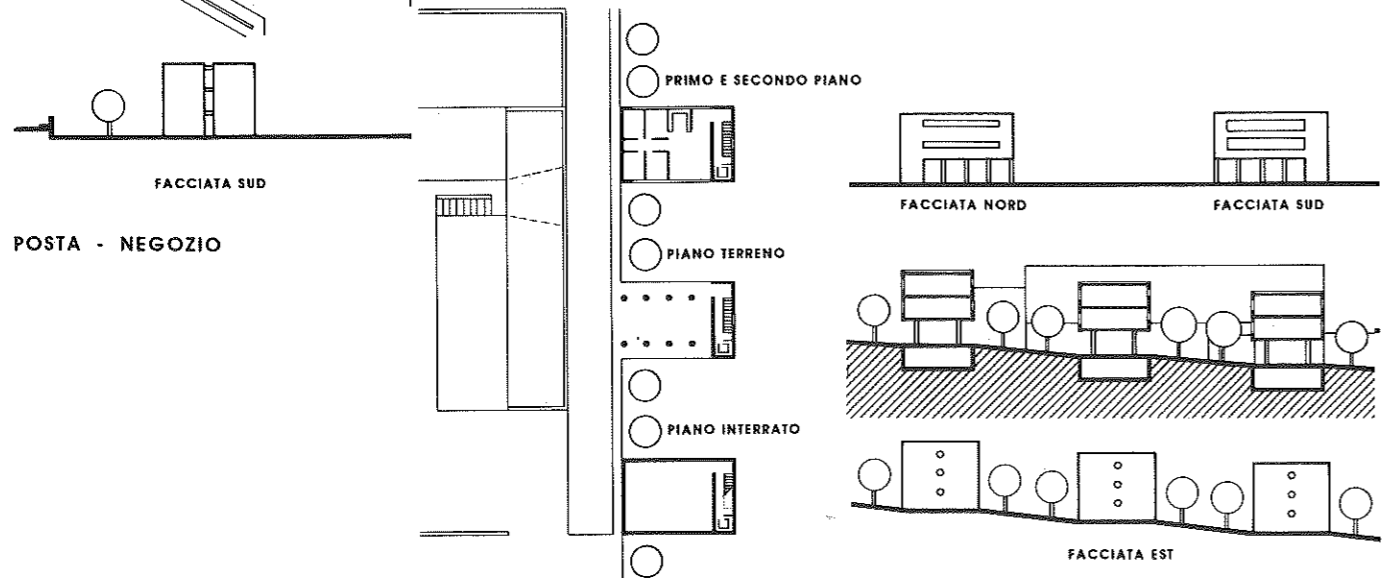 FACCIATA SUD
POSTA - NEGOZIO
PRIMO E SECONDO PIANO
PIANO TERRENO
PIANO INTERRATO
FACCIATA NORD
FACCIATA SUD
FACCIATA EST